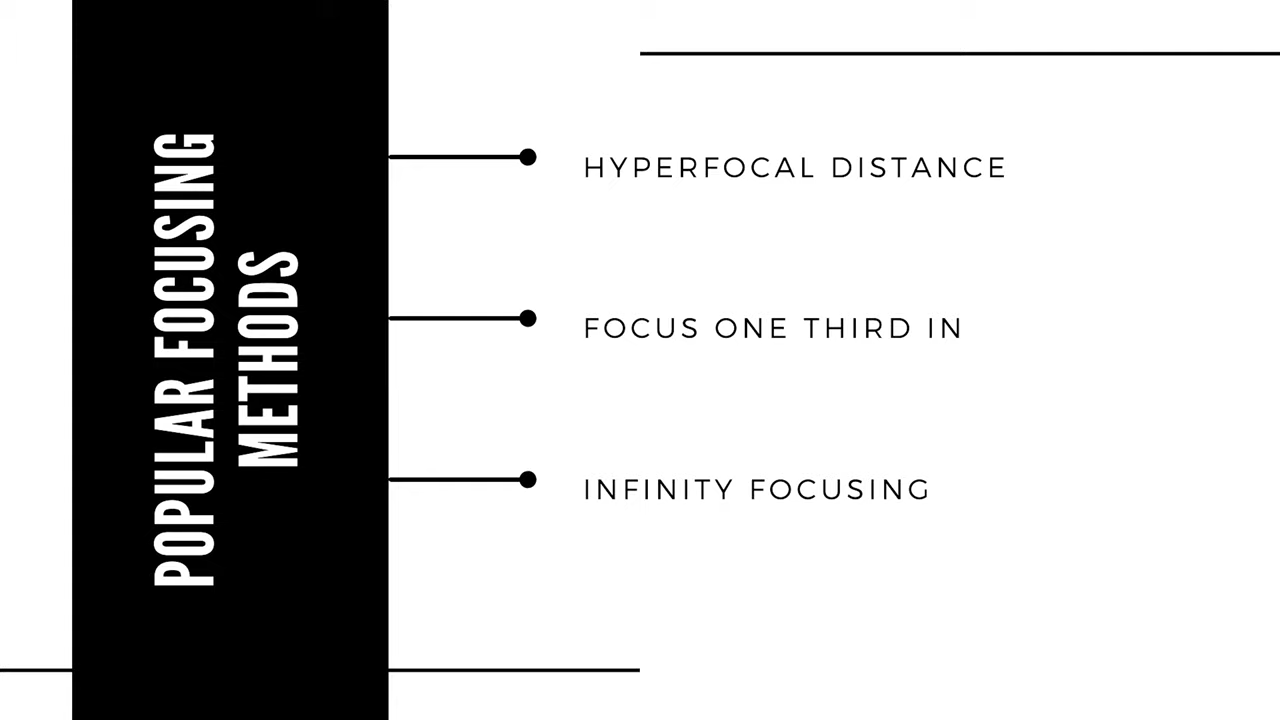 POPULAR FOCUSING
METHODS
HYPERFOCAL DISTANCE
FOCUS ONE THIRD IN
INFINITY FOCUSING